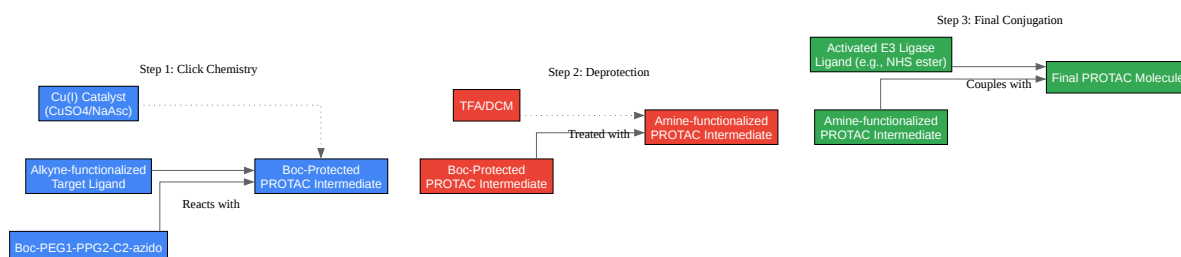 Step 1: Click Chemistry
Cu(I) Catalyst
(CuSO4/NaAsc)
Alkyne-functionalized
Target Ligand
Boc-Protected
PROTAC Intermediate
Reacts with
Boc-PEG1-PPG2-C2-azido
Step 2: Deprotection
TFA/DCM
Amine-functionalized
PROTAC Intermediate
Treated with
Boc-Protected
PROTAC Intermediate
Step 3: Final Conjugation
Activated E3 Ligase
Ligand (e.g., NHS ester)
Final PROTAC Molecule
Couples with
Amine-functionalized
PROTAC Intermediate